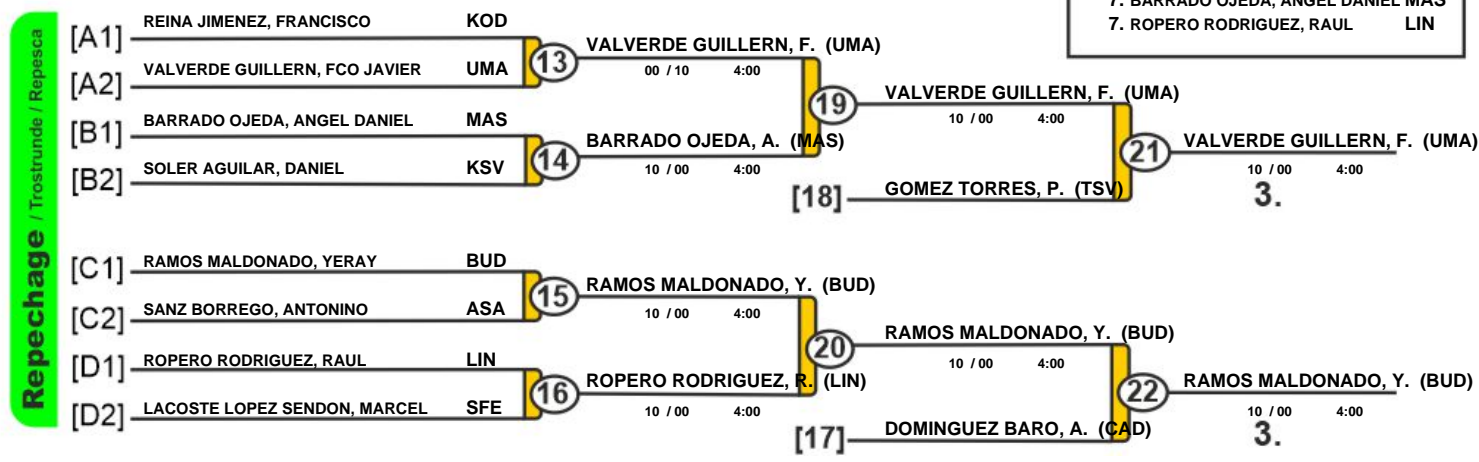 7. BARRADO OJEDA, ANGEL DANIEL MAS
7. ROPERO RODRIGUEZ, RAUL LIN
Repechage / Trostrunde / Repesca
[A1] REINA JIMENEZ, FRANCISCO KOD
[A2] VALVERDE GUILLERN, FCO JAVIER UMA
13 VALVERDE GUILLERN, F. (UMA)
00 / 10 4:00
[B1] BARRADO OJEDA, ANGEL DANIEL MAS
[B2] SOLER AGUILAR, DANIEL KSV
14 BARRADO OJEDA, A. (MAS)
10 / 00 4:00
19 VALVERDE GUILLERN, F. (UMA)
10 / 00 4:00
[18] GOMEZ TORRES, P. (TSV)
21 VALVERDE GUILLERN, F. (UMA)
10 / 00 4:00
3.
[C1] RAMOS MALDONADO, YERAY BUD
[C2] SANZ BORREGO, ANTONINO ASA
15 RAMOS MALDONADO, Y. (BUD)
10 / 00 4:00
[D1] ROPERO RODRIGUEZ, RAUL LIN
[D2] LACOSTE LOPEZ SENDON, MARCEL SFE
16 ROPERO RODRIGUEZ, R. (LIN)
10 / 00 4:00
20 RAMOS MALDONADO, Y. (BUD)
10 / 00 4:00
[17] DOMINGUEZ BARO, A. (CAD)
22 RAMOS MALDONADO, Y. (BUD)
10 / 00 4:00
3.